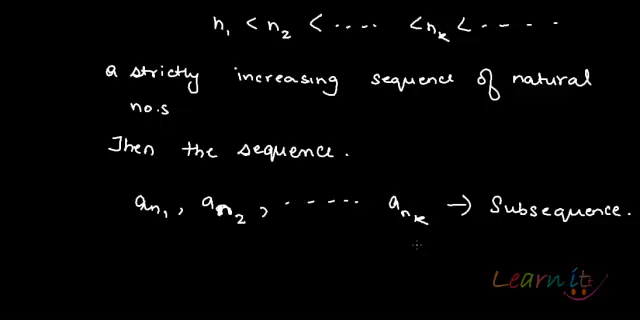 n₁ < n₂ < ..... < nₖ < .....
a strictly increasing sequence of natural
no.s
Then the sequence.
aₙ₁, aₙ₂, ...... aₙₖ → Subsequence.
Learnit